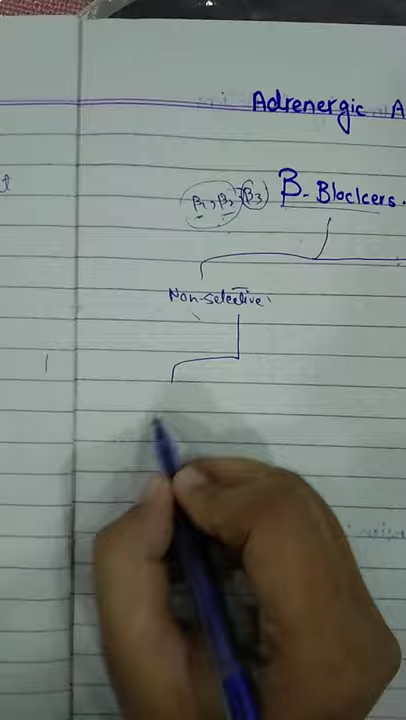 Adrenergic A
β1, β2, β3 β-Blockers.
Non-selective